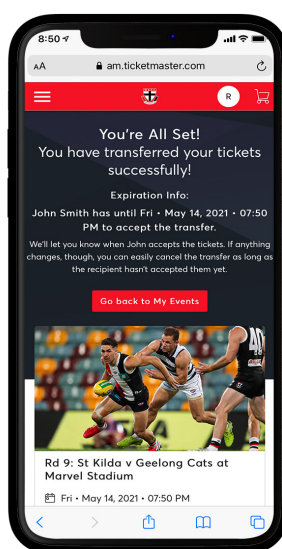 8:50
AA am.ticketmaster.com
R
You're All Set!
You have transferred your tickets
successfully!
Expiration Info:
John Smith has until Fri • May 14, 2021 • 07:50
PM to accept the transfer.
We'll let you know when John accepts the tickets. If anything
changes, though, you can easily cancel the transfer as long as
the recipient hasn't accepted them yet.
Go back to My Events
Rd 9: St Kilda v Geelong Cats at
Marvel Stadium
Fri • May 14, 2021 • 07:50 PM